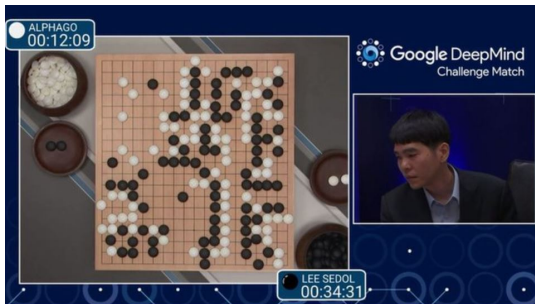 ALPHAGO
00:12:09
Google DeepMind
Challenge Match
LEE SEDOL
00:34:31